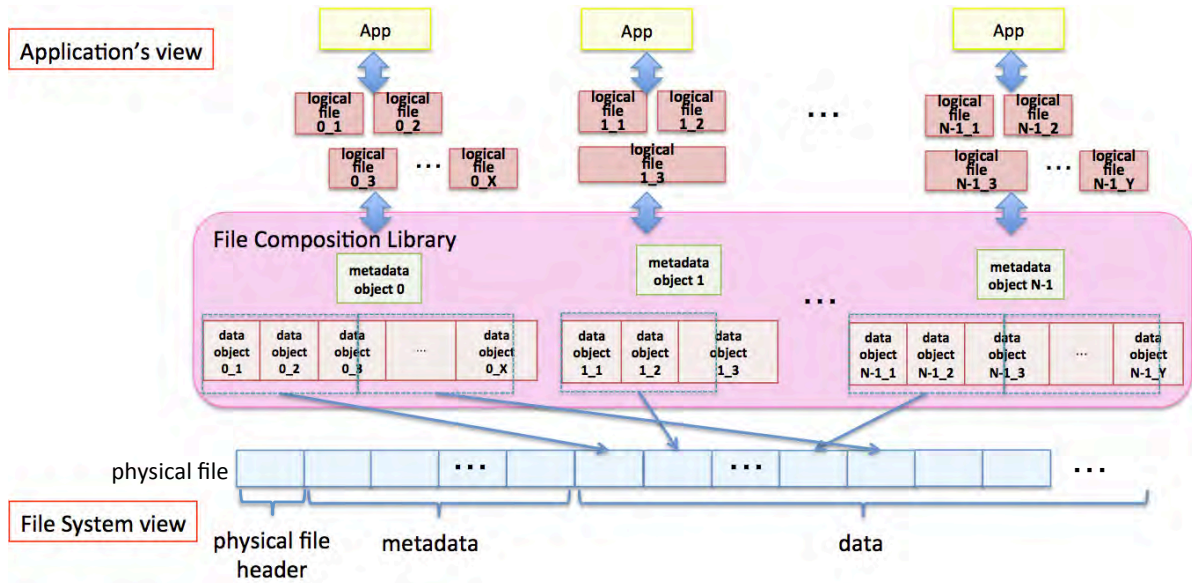 Application's view
App
App
App
logical
file
0_1
logical
file
0_2
logical
file
1_1
logical
file
1_2
...
logical
file
N-1_1
logical
file
N-1_2
logical
file
0_3
...
logical
file
0_X
logical
file
1_3
logical
file
N-1_3
...
logical
file
N-1_Y
File Composition Library
metadata
object 0
metadata
object 1
...
metadata
object N-1
data
object
0_1
data
object
0_2
data
object
0_3
...
data
object
0_X
data
object
1_1
data
object
1_2
data
object
1_3
data
object
N-1_1
data
object
N-1_2
data
object
N-1_3
...
data
object
N-1_Y
physical file
...
...
...
File System view
physical file
header
metadata
data